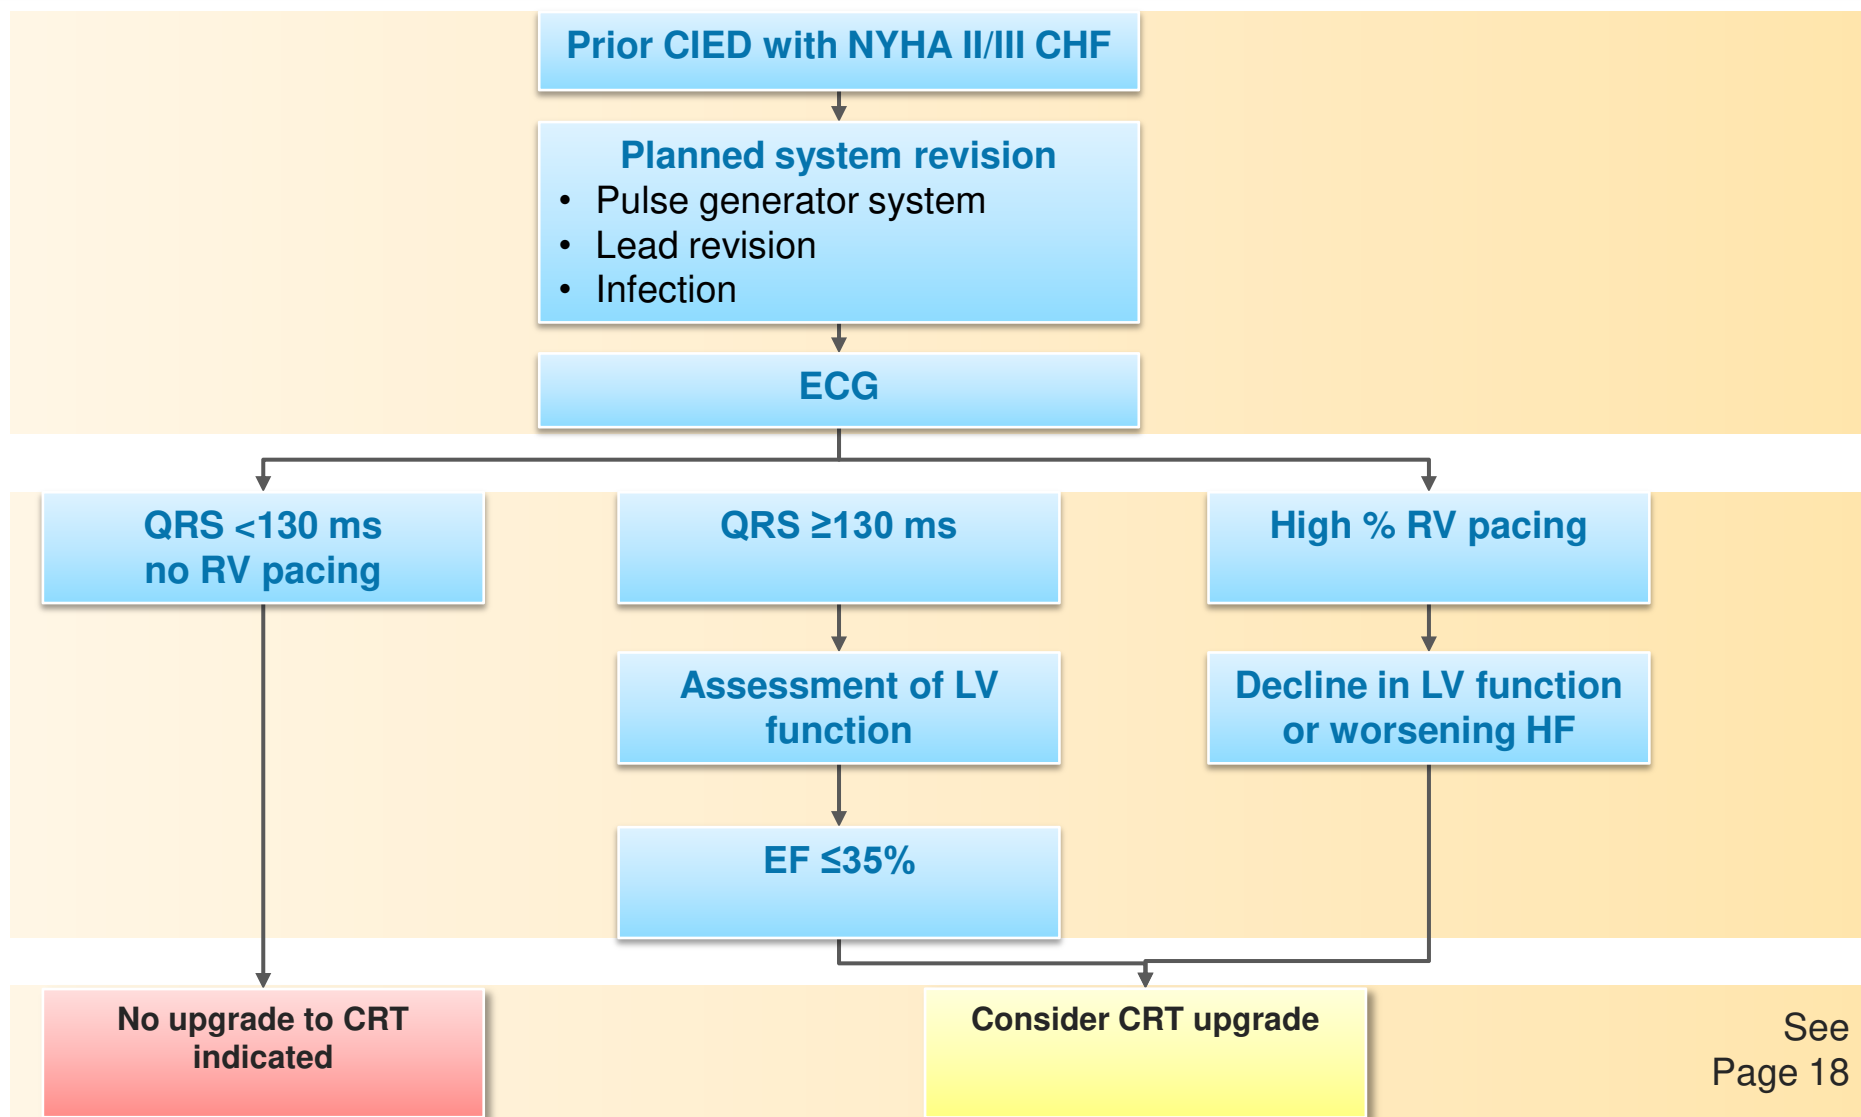 Prior CIED with NYHA II/III CHF
Planned system revision
• Pulse generator system
• Lead revision
• Infection
ECG
QRS <130 ms
no RV pacing
QRS ≥130 ms
High % RV pacing
Assessment of LV
function
Decline in LV function
or worsening HF
EF ≤35%
No upgrade to CRT
indicated
Consider CRT upgrade
See
Page 18